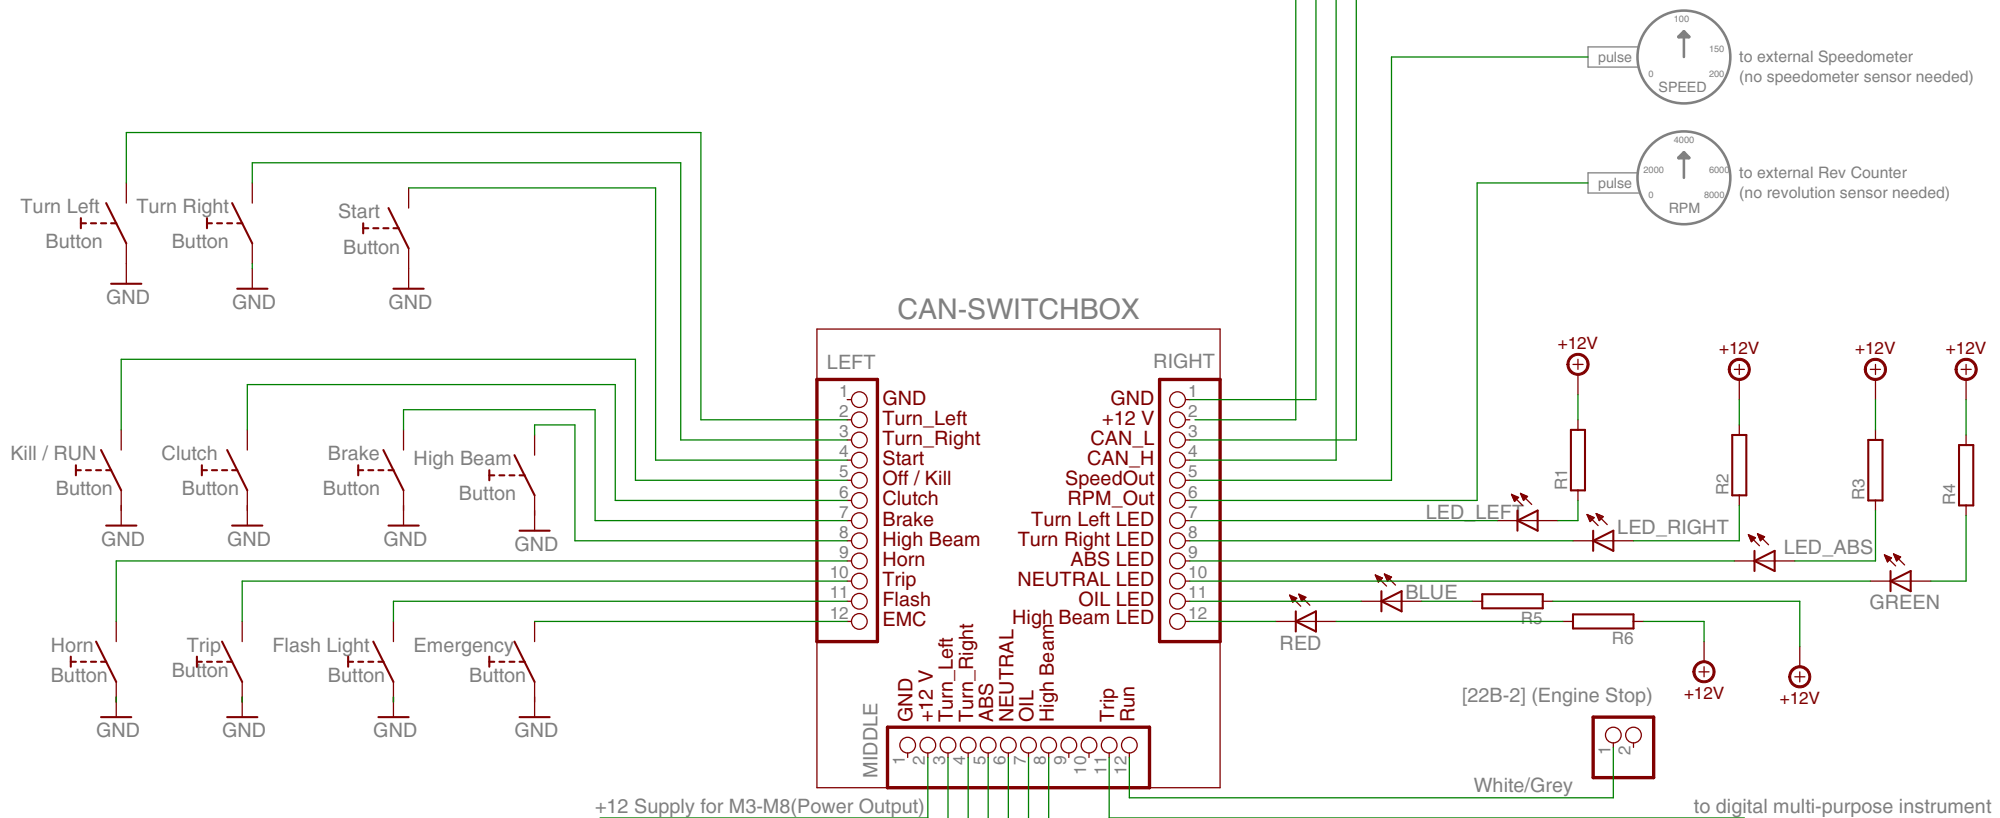 100
150
0
200
SPEED
pulse
to external Speedometer
(no speedometer sensor needed)
4000
2000
6000
0
8000
RPM
pulse
to external Rev Counter
(no revolution sensor needed)
Turn Left
Button
GND
Turn Right
Button
GND
Start
Button
GND
CAN-SWITCHBOX
Kill / RUN
Button
GND
Clutch
Button
GND
Brake
Button
GND
High Beam
Button
GND
Horn
Button
GND
Trip
Button
GND
Flash Light
Button
GND
Emergency
Button
GND
LEFT
1 GND
2 Turn_Left
3 Turn_Right
4 Start
5 Off / Kill
6 Clutch
7 Brake
8 High Beam
9 Horn
10 Trip
11 Flash
12 EMC
RIGHT
GND 1
+12 V 2
CAN_L 3
CAN_H 4
SpeedOut 5
RPM_Out 6
Turn Left LED 7
Turn Right LED 8
ABS LED 9
NEUTRAL LED 10
OIL LED 11
High Beam LED 12
+12V
+12V
+12V
+12V
R1
R2
R3
R4
LED_LEFT
LED_RIGHT
LED_ABS
GREEN
BLUE
R5
RED
R6
+12V
+12V
MIDDLE
GND
+12 V
Turn_Left
Turn_Right
ABS
NEUTRAL
OIL
High Beam
Trip
Run
1
2
3
4
5
6
7
8
9
10
11
12
[22B-2] (Engine Stop)
1
2
White/Grey
+12 Supply for M3-M8(Power Output)
to digital multi-purpose instrument